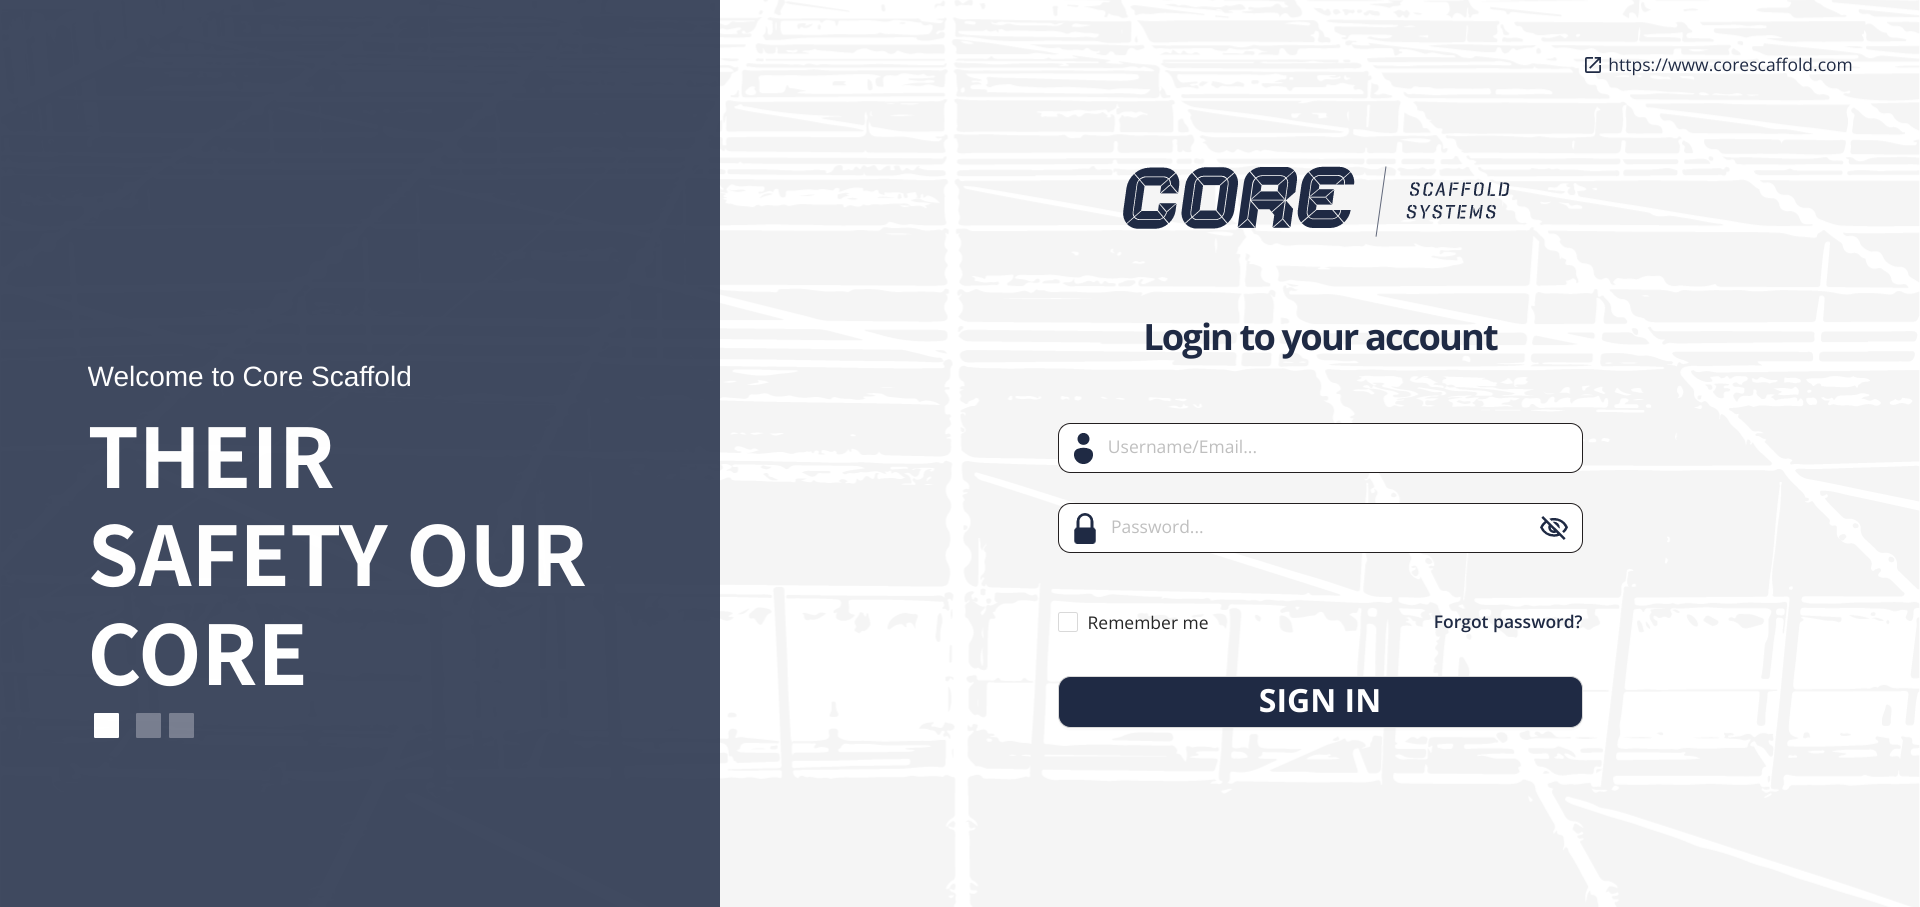 Welcome to Core Scaffold
THEIR
SAFETY OUR
CORE
https://www.corescaffold.com
CORE
SCAFFOLD
SYSTEMS
Login to your account
Username/Email...
Password...
Remember me
Forgot password?
SIGN IN